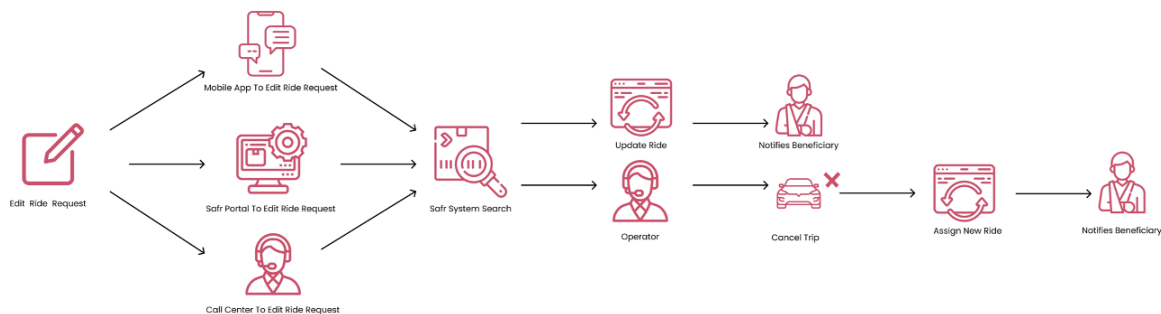 Mobile App To Edit Ride Request
Edit Ride Request
Safr Portal To Edit Ride Request
Call Center To Edit Ride Request
Safr System Search
Update Ride
Notifies Beneficiary
Operator
Cancel Trip
Assign New Ride
Notifies Beneficiary